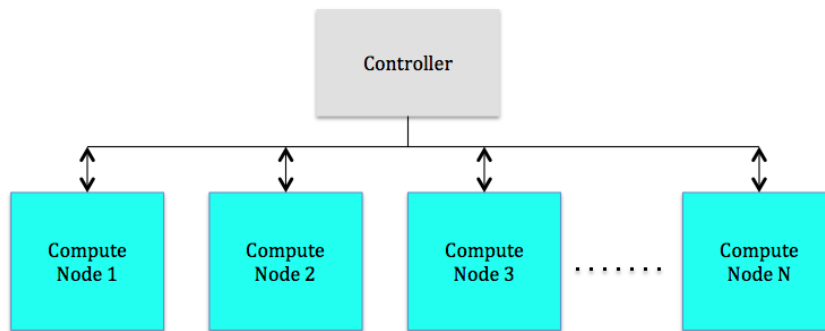 Controller
Compute
Node 1
Compute
Node 2
Compute
Node 3
.......
Compute
Node N